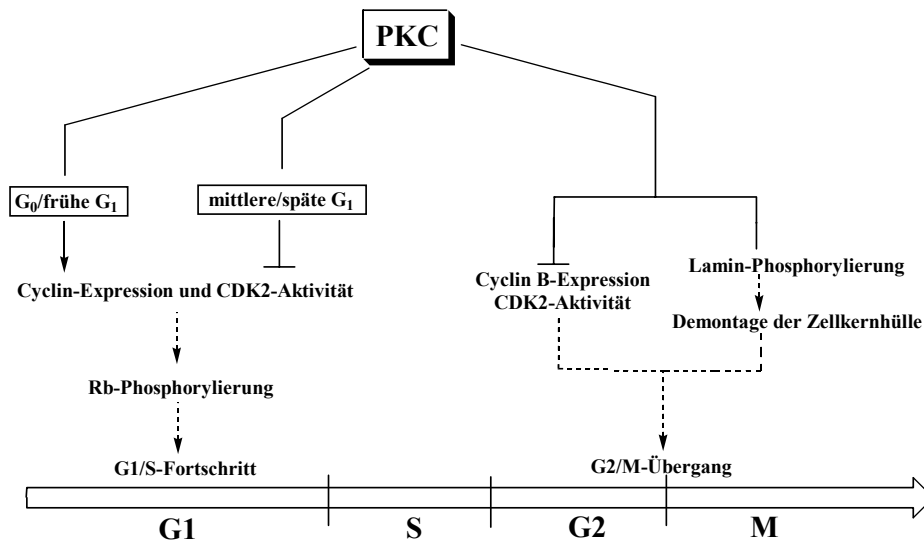 PKC
G₀/frühe G₁
mittlere/späte G₁
Cyclin-Expression und CDK2-Aktivität
Rb-Phosphorylierung
G1/S-Fortschritt
Cyclin B-Expression
CDK2-Aktivität
Lamin-Phosphorylierung
Demontage der Zellkernhülle
G2/M-Übergang
G1
S
G2
M